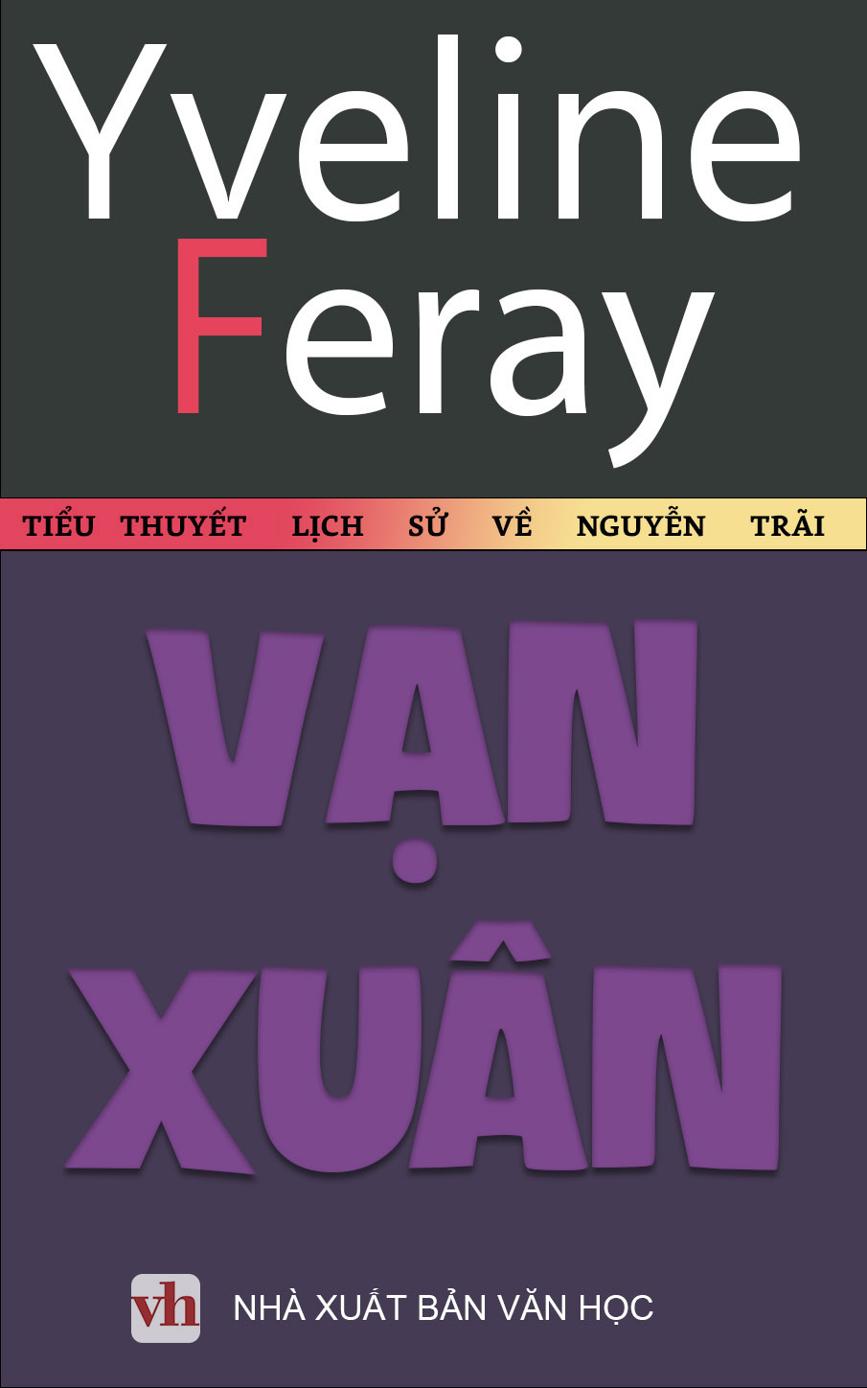 Yveline
Feray
TIỂU THUYẾT LỊCH SỬ VỀ NGUYỄN TRÃI
VẠN
XUÂN
vh NHÀ XUẤT BẢN VĂN HỌC